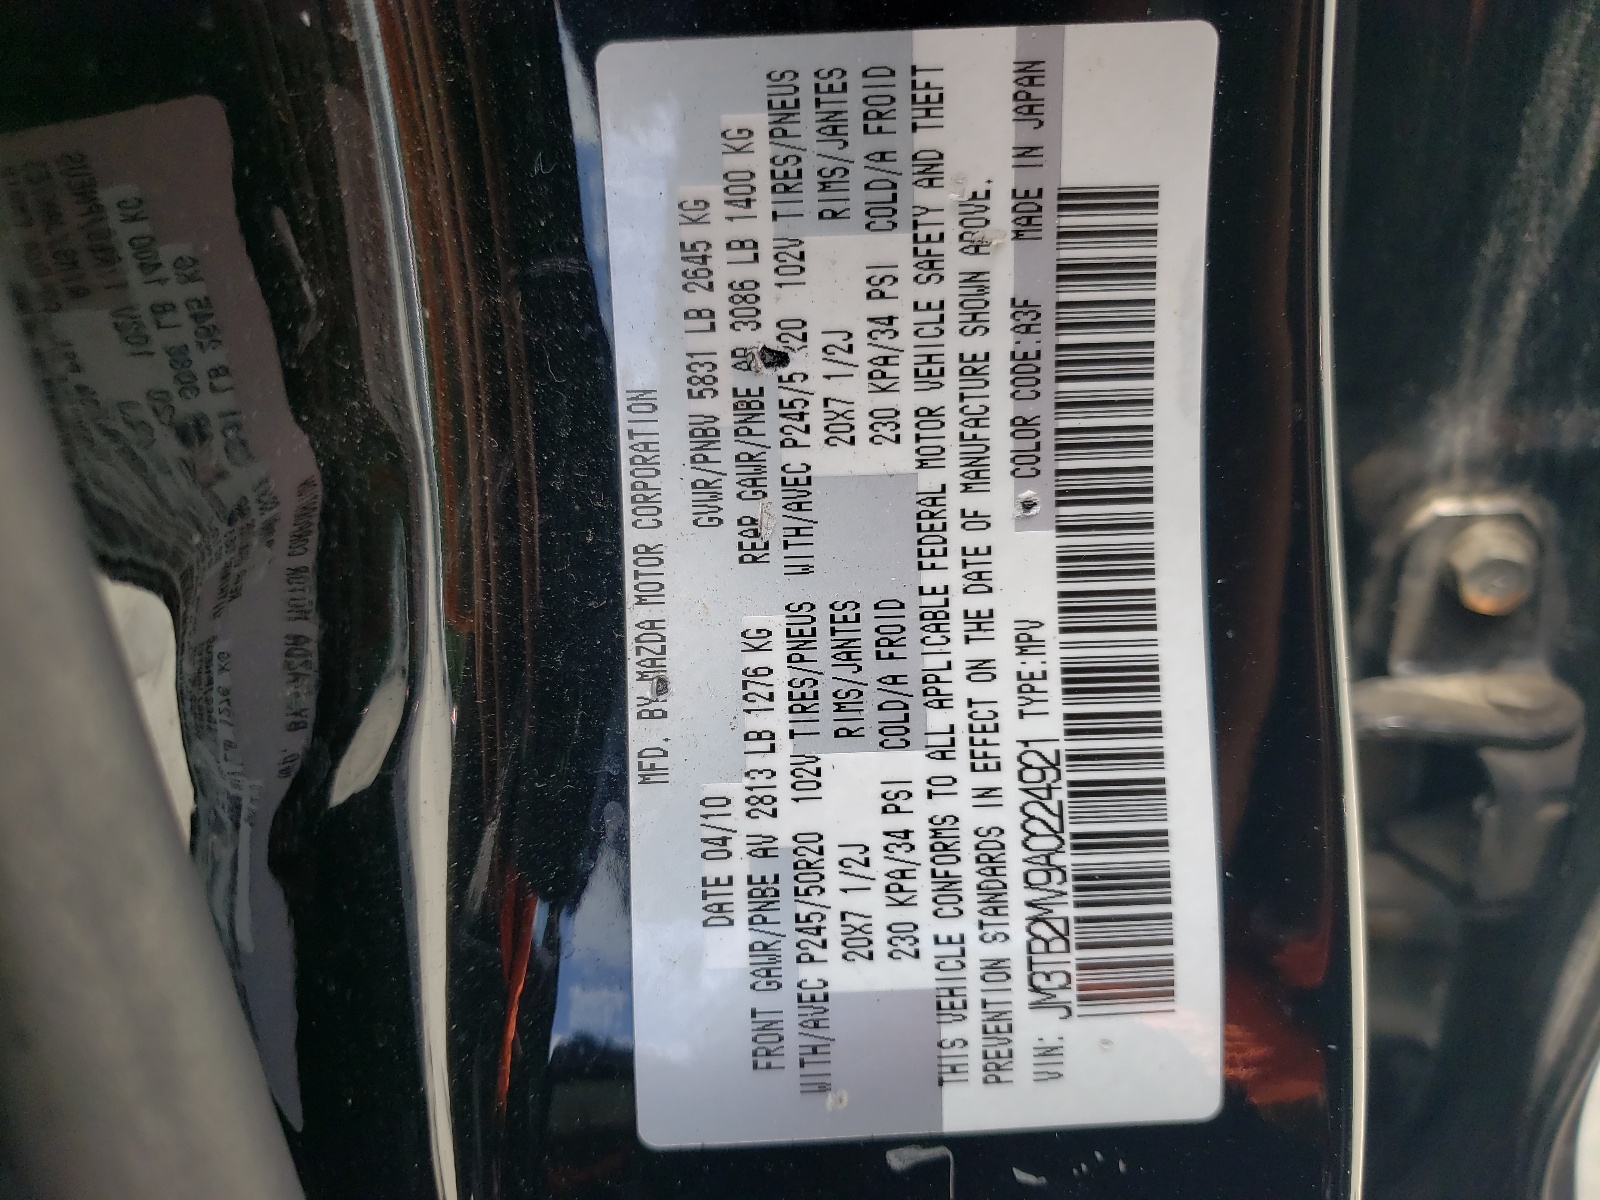 MFD. BY MAZDA MOTOR CORPORATION
DATE 04/10 GVWR/PNBV 5831 LB 2645 KG
FRONT GAWR/PNBE AV 2813 LB 1276 KG REAR GAWR/PNBE AR 3086 LB 1400 KG
WITH/AVEC P245/50R20 102V TIRES/PNEUS WITH/AVEC P245/50R20 102V TIRES/PNEUS
20X7 1/2J RIMS/JANTES 20X7 1/2J RIMS/JANTES
230 KPA/34 PSI COLD/A FROID 230 KPA/34 PSI COLD/A FROID
THIS VEHICLE CONFORMS TO ALL APPLICABLE FEDERAL MOTOR VEHICLE SAFETY AND THEFT
PREVENTION STANDARDS IN EFFECT ON THE DATE OF MANUFACTURE SHOWN ABOVE.
VIN: JM3TB2MV9A0224921 TYPE:MPV COLOR CODE:A3F MADE IN JAPAN